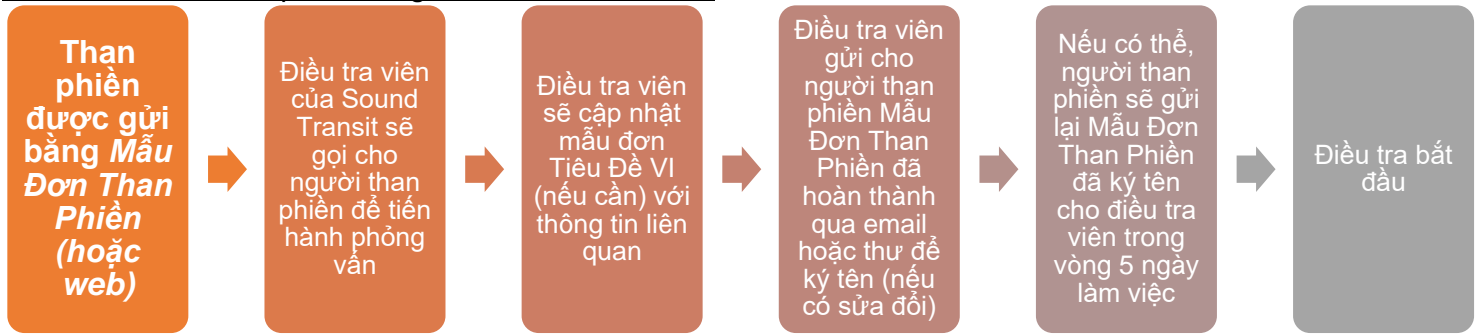 Than
phiền
được gửi
bằng Mẫu
Đơn Than
Phiền
(hoặc
web)
Điều tra viên
của Sound
Transit sẽ
gọi cho
người than
phiền để tiến
hành phỏng
vấn
Điều tra viên
sẽ cập nhật
mẫu đơn
Tiêu Đề VI
(nếu cần) với
thông tin liên
quan
Điều tra viên
gửi cho
người than
phiền Mẫu
Đơn Than
Phiền đã
hoàn thành
qua email
hoặc thư để
ký tên (nếu
có sửa đổi)
Nếu có thể,
người than
phiền sẽ gửi
lại Mẫu Đơn
Than Phiền
đã ký tên
cho điều tra
viên trong
vòng 5 ngày
làm việc
Điều tra bắt
đầu